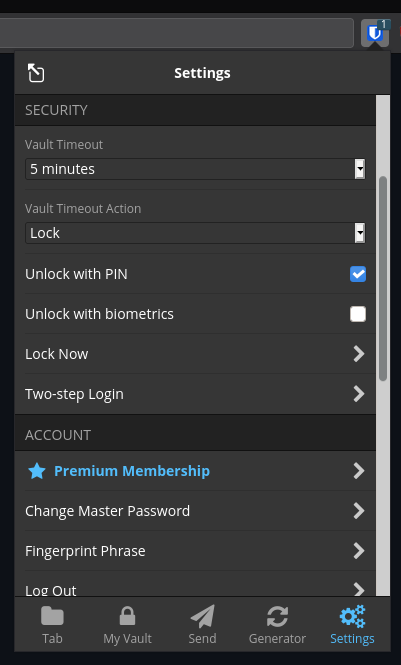 1
Settings
SECURITY
Vault Timeout
5 minutes
Vault Timeout Action
Lock
Unlock with PIN
Unlock with biometrics
Lock Now
Two-step Login
ACCOUNT
Premium Membership
Change Master Password
Fingerprint Phrase
Log Out
Tab
My Vault
Send
Generator
Settings